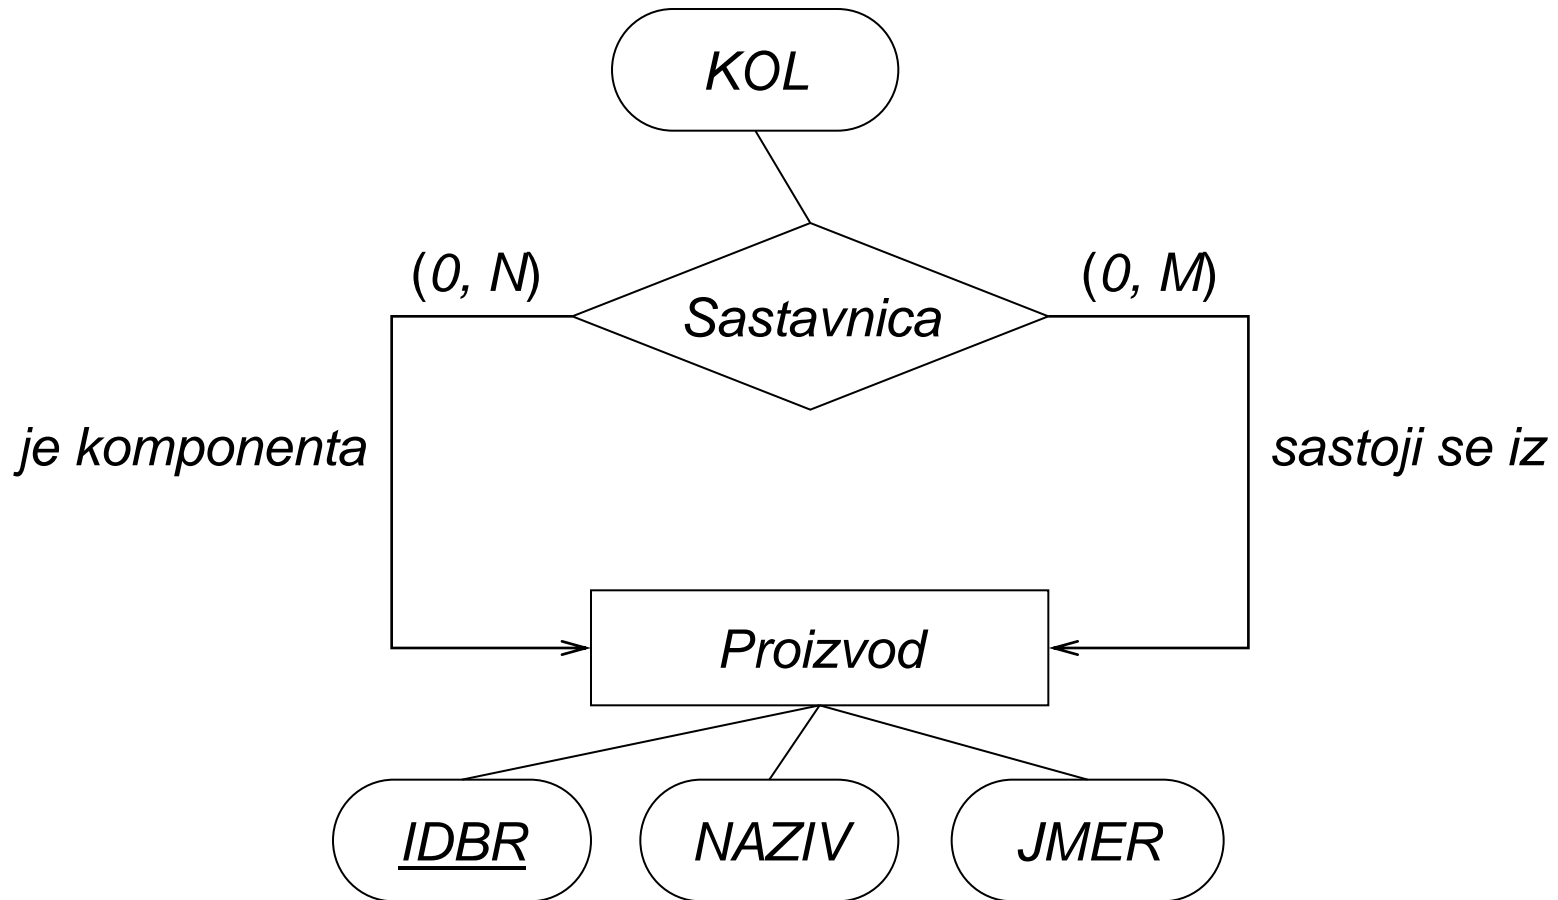 KOL
(0, N)
(0, M)
Sastavnica
je komponenta
sastoji se iz
Proizvod
IDBR
NAZIV
JMER